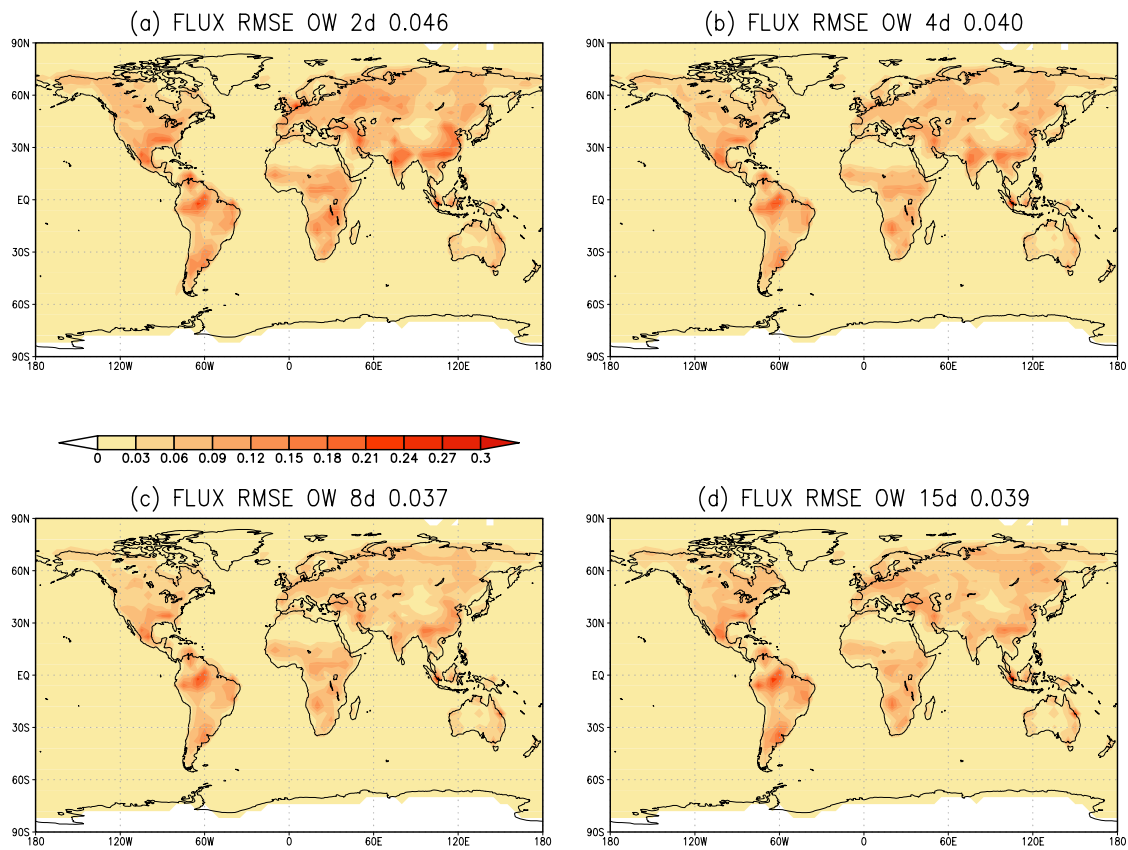 (a) FLUX RMSE OW 2d 0.046
(b) FLUX RMSE OW 4d 0.040
90N
60N
30N
EQ
30S
60S
90S
180 120W 60W 0 60E 120E 180
90N
60N
30N
EQ
30S
60S
90S
180 120W 60W 0 60E 120E 180
0 0.03 0.06 0.09 0.12 0.15 0.18 0.21 0.24 0.27 0.3
(c) FLUX RMSE OW 8d 0.037
(d) FLUX RMSE OW 15d 0.039
90N
60N
30N
EQ
30S
60S
90S
180 120W 60W 0 60E 120E 180
90N
60N
30N
EQ
30S
60S
90S
180 120W 60W 0 60E 120E 180